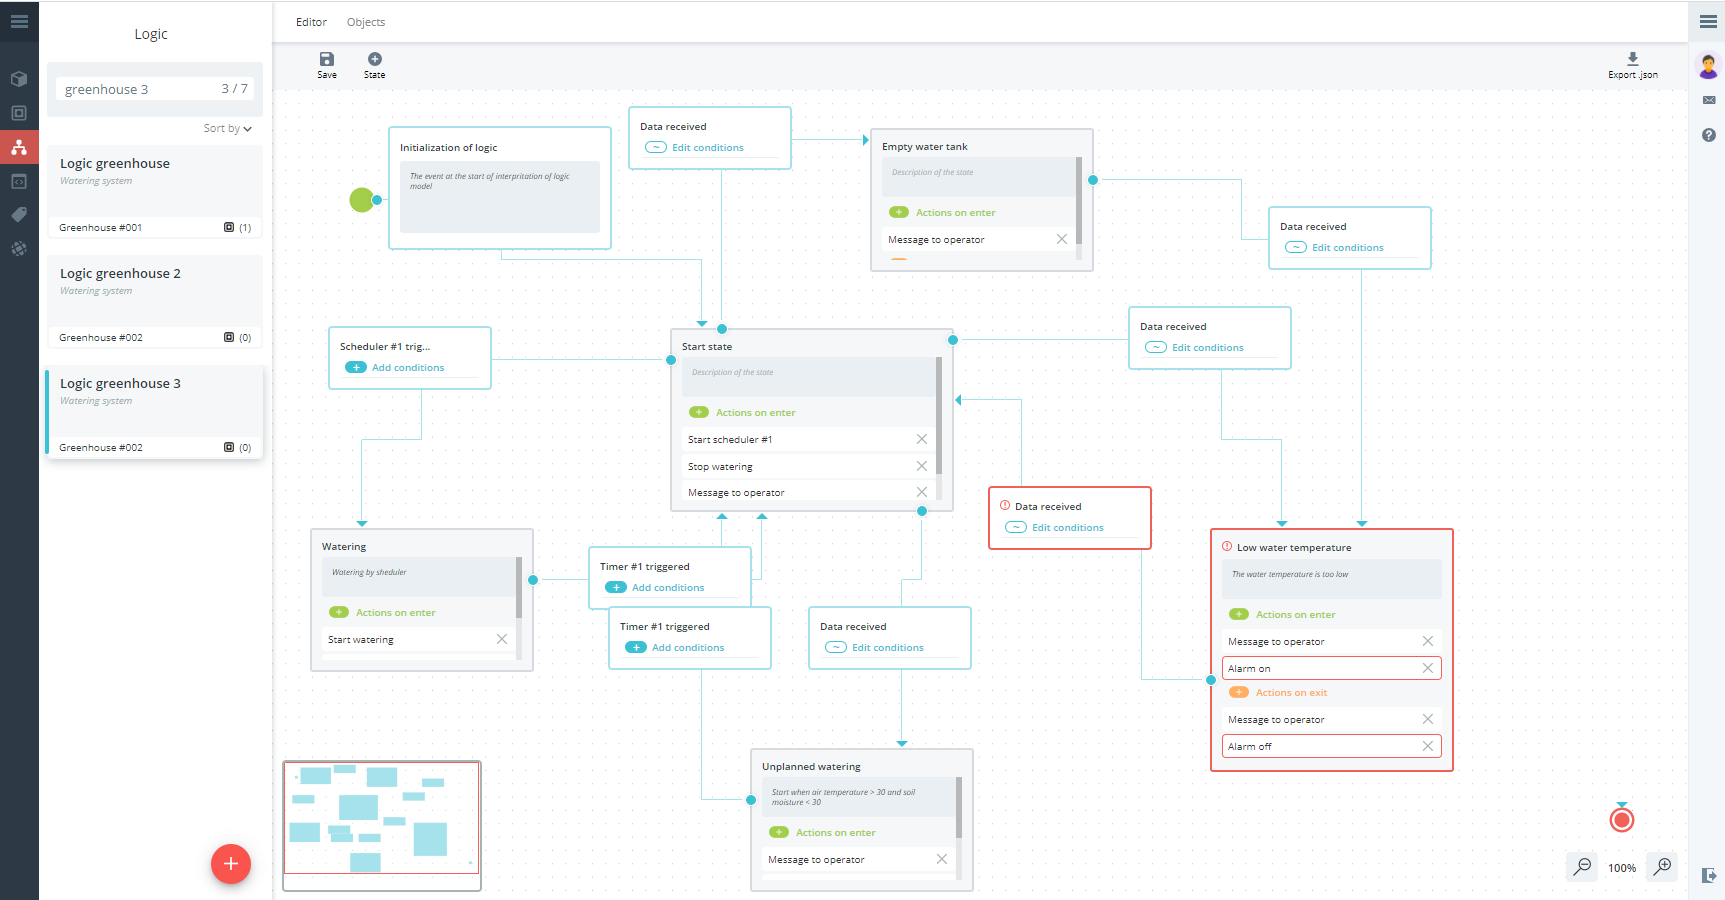 Logic
greenhouse 3
3 / 7
Sort by
Logic greenhouse
Watering system
Greenhouse #001
(1)
Logic greenhouse 2
Watering system
Greenhouse #002
(0)
Logic greenhouse 3
Watering system
Greenhouse #002
(0)
Editor
Objects
Save
State
Export .json
Initialization of logic
The event at the start of interpritation of logic
model
Data received
Edit conditions
Empty water tank
Description of the state
Actions on enter
Message to operator
Data received
Edit conditions
Scheduler #1 trig...
Add conditions
Start state
Description of the state
Actions on enter
Start scheduler #1
Stop watering
Message to operator
Data received
Edit conditions
Data received
Edit conditions
Watering
Watering by sheduler
Actions on enter
Start watering
Timer #1 triggered
Add conditions
Timer #1 triggered
Add conditions
Data received
Edit conditions
Low water temperature
The water temperature is too low
Actions on enter
Message to operator
Alarm on
Actions on exit
Message to operator
Alarm off
Unplanned watering
Start when air temperature > 30 and soil
moisture < 30
Actions on enter
Message to operator
100%